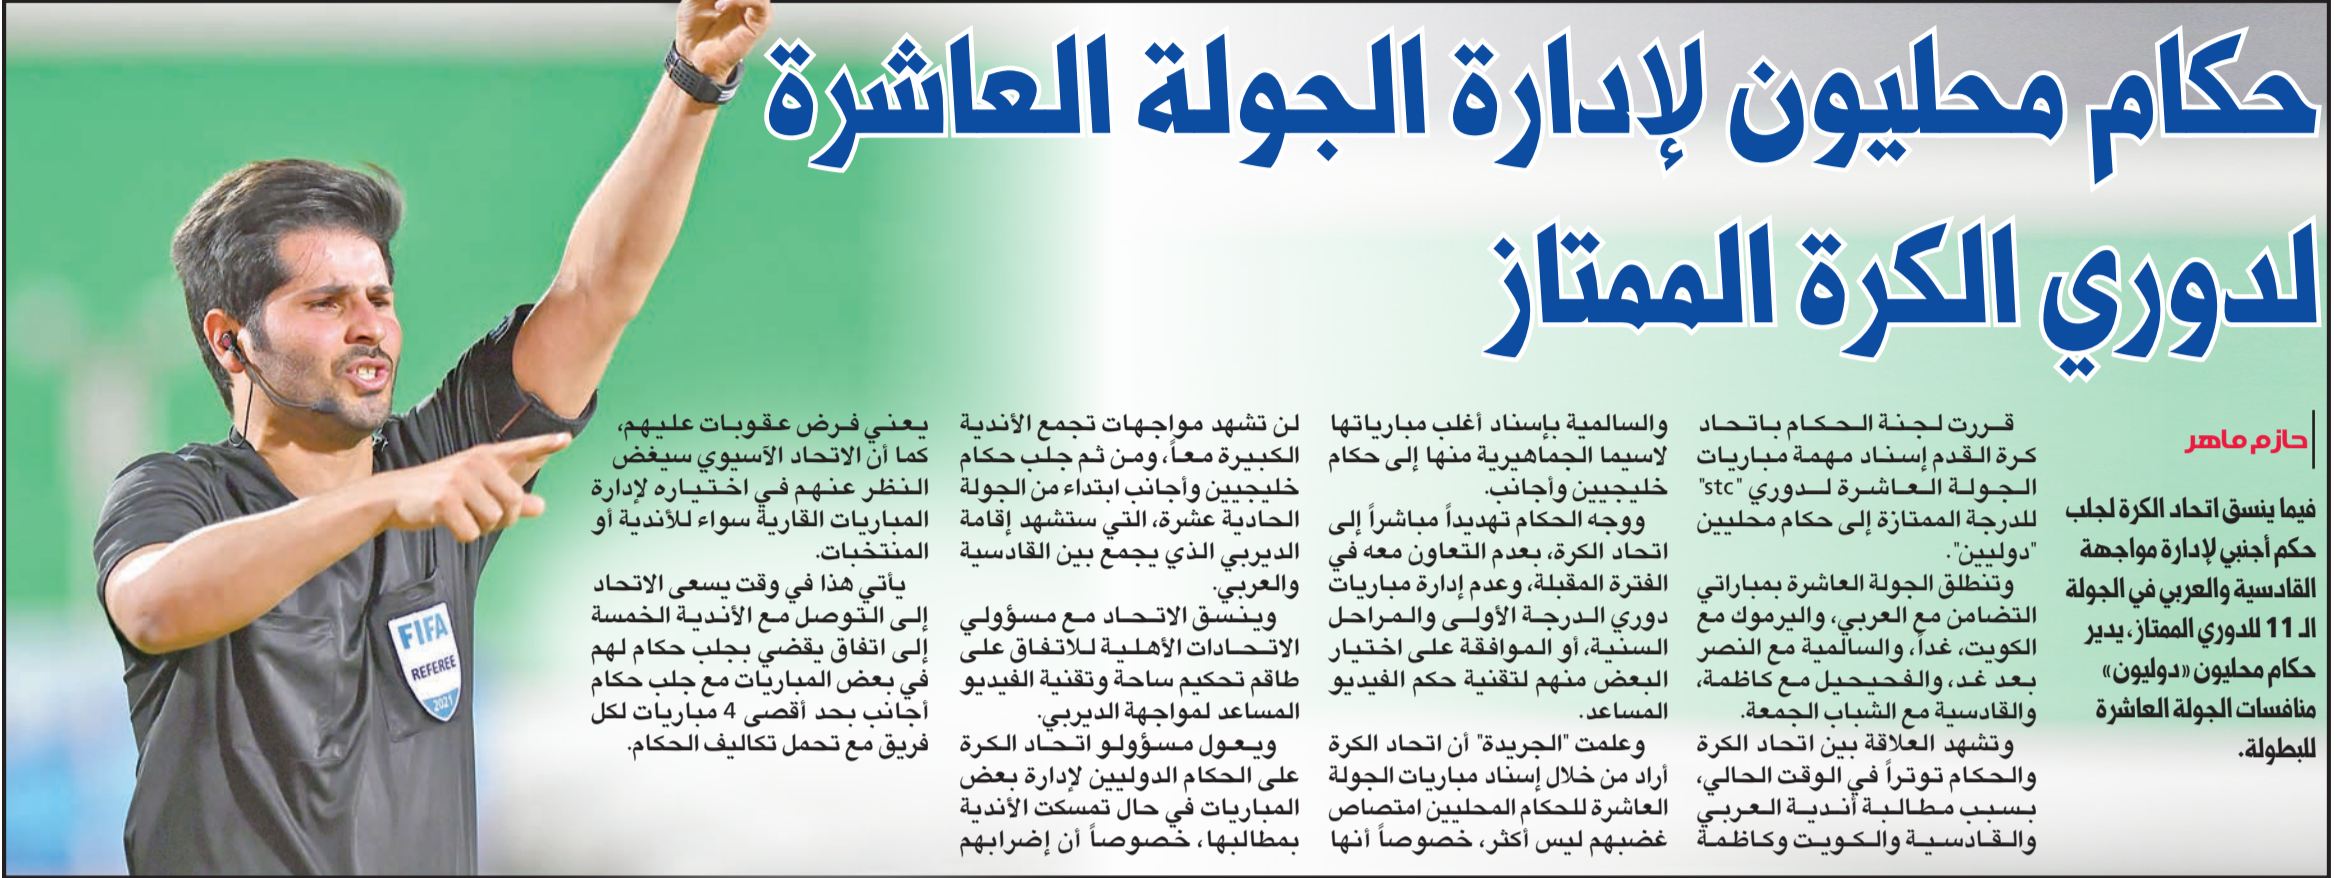 حكام محليون لإدارة الجولة العاشرة
لدوري الكرة الممتاز
حازم ماهر
فيما ينسق اتحاد الكرة لجلب
حكم أجنبي لإدارة مواجهة
القادسية والعربي في الجولة
الـ 11 للدوري الممتاز، يدير
حكام محليون «دوليون»
منافسات الجولة العاشرة
للبطولة.
قررت لجنة الحكام باتحاد
كرة القدم إسناد مهمة مباريات
الجولة العاشرة لدوري "stc"
للدرجة الممتازة إلى حكام محليين
"دوليين".
وتنطلق الجولة العاشرة بمباراتي
التضامن مع العربي، واليرموك مع
الكويت، غداً، والسالمية مع النصر
بعد غد، والفحيحيل مع كاظمة،
والقادسية مع الشباب الجمعة.
وتشهد العلاقة بين اتحاد الكرة
والحكام توتراً في الوقت الحالي،
بسبب مطالبة أندية العربي
والقادسية والكويت وكاظمة
والسالمية بإسناد أغلب مبارياتها
لاسيما الجماهيرية منها إلى حكام
خليجيين وأجانب.
ووجه الحكام تهديداً مباشراً إلى
اتحاد الكرة، بعدم التعاون معه في
الفترة المقبلة، وعدم إدارة مباريات
دوري الدرجة الأولى والمراحل
السنية، أو الموافقة على اختيار
البعض منهم لتقنية حكم الفيديو
المساعد.
وعلمت "الجريدة" أن اتحاد الكرة
أراد من خلال إسناد مباريات الجولة
العاشرة للحكام المحليين امتصاص
غضبهم ليس أكثر، خصوصاً أنها
لن تشهد مواجهات تجمع الأندية
الكبيرة معاً، ومن ثم جلب حكام
خليجيين وأجانب ابتداء من الجولة
الحادية عشرة، التي ستشهد إقامة
الديربي الذي يجمع بين القادسية
والعربي.
وينسق الاتحاد مع مسؤولي
الاتحادات الأهلية للاتفاق على
طاقم تحكيم ساحة وتقنية الفيديو
المساعد لمواجهة الديربي.
ويعول مسؤولو اتحاد الكرة
على الحكام الدوليين لإدارة بعض
المباريات في حال تمسكت الأندية
بمطالبها، خصوصاً أن إضرابهم
يعني فرض عقوبات عليهم،
كما أن الاتحاد الآسيوي سيغض
النظر عنهم في اختياره لإدارة
المباريات القارية سواء للأندية أو
المنتخبات.
يأتي هذا في وقت يسعى الاتحاد
إلى التوصل مع الأندية الخمسة
إلى اتفاق يقضي بجلب حكام لهم
في بعض المباريات مع جلب حكام
أجانب بحد أقصى 4 مباريات لكل
فريق مع تحمل تكاليف الحكام.
FIFA
REFEREE
2021